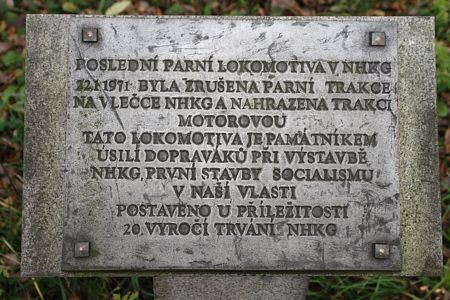 POSLEDNÍ PARNÍ LOKOMOTIVA V NHKG
22.1.1971 BYLA ZRUŠENA PARNÍ TRAKCE
NA VLEČCE NHKG A NAHRAZENA TRAKCÍ
MOTOROVOU
TATO LOKOMOTIVA JE PAMÁTNÍKEM
ÚSILÍ DOPRAVÁKŮ PŘI VÝSTAVBĚ
NHKG, PRVNÍ STAVBY SOCIALISMU
V NAŠÍ VLASTI
POSTAVENO U PŘÍLEŽITOSTI
20. VÝROČÍ TRVÁNÍ NHKG